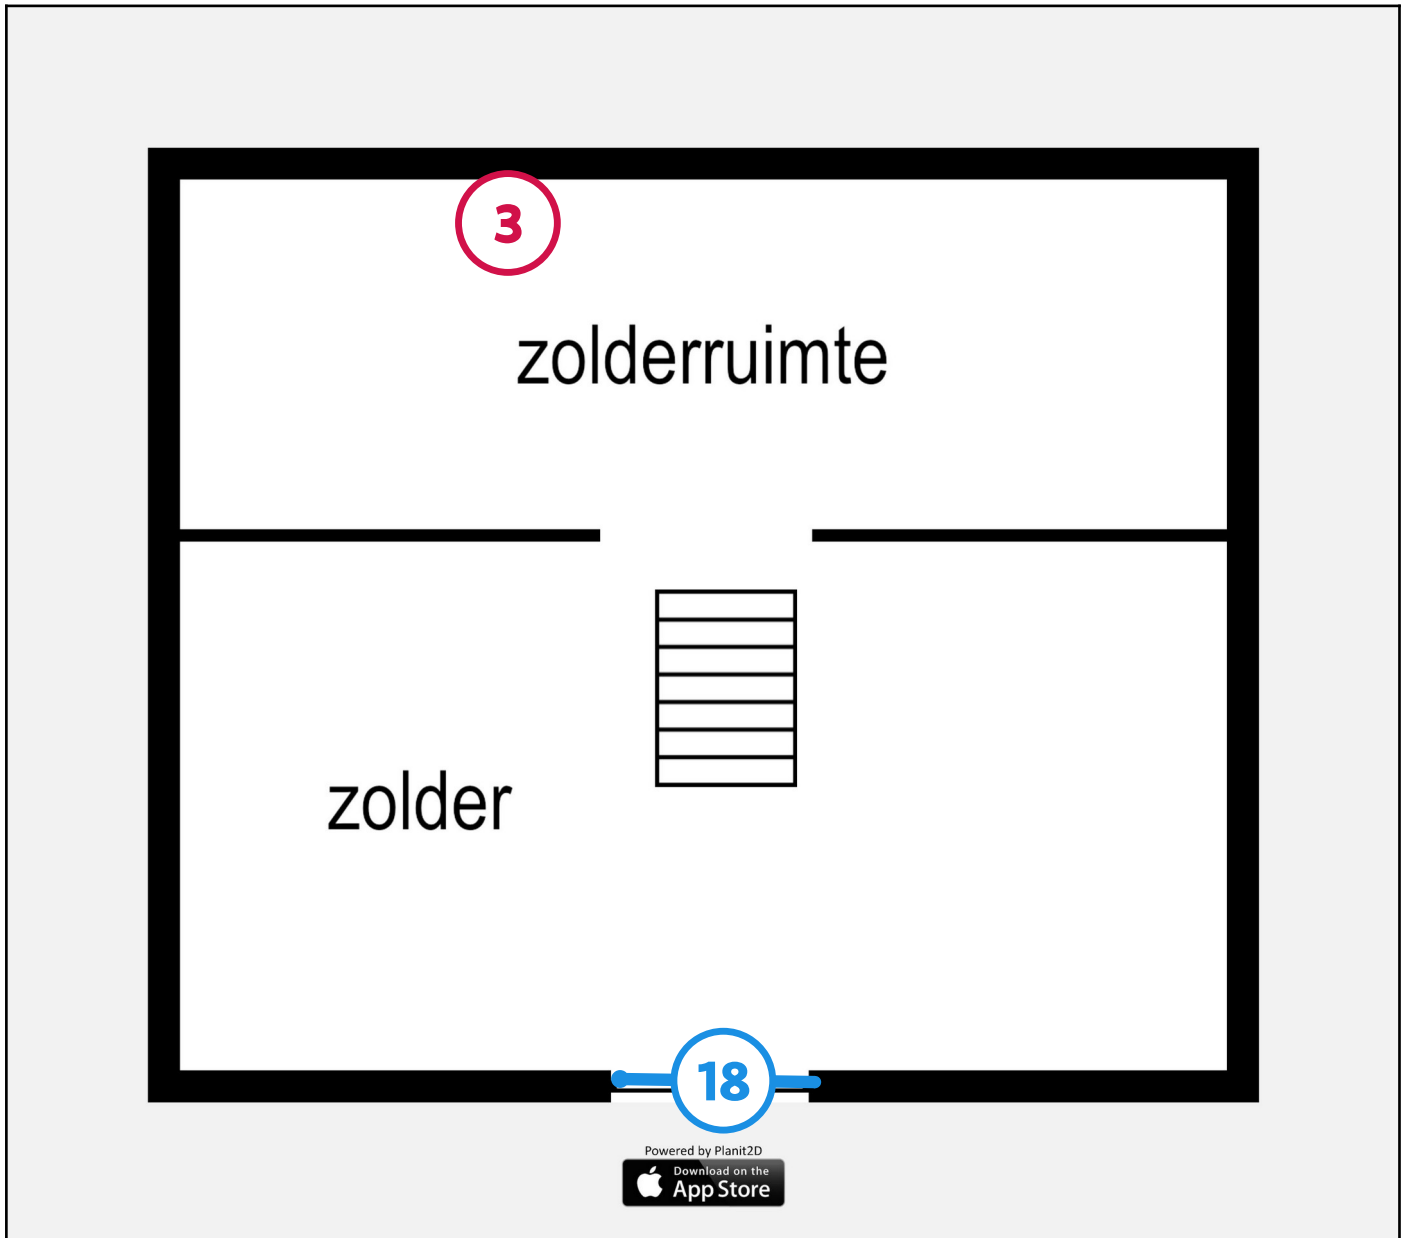 3
zolderruimte
zolder
18
Powered by Planit2D
Download on the
App Store